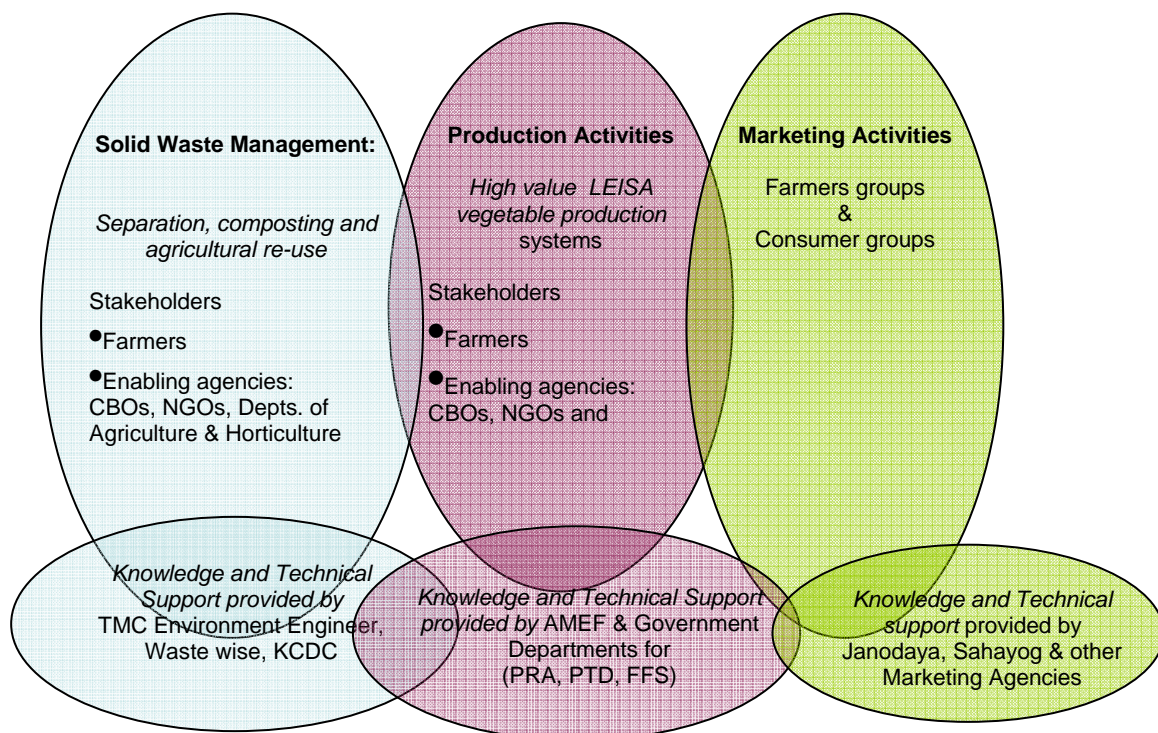 Solid Waste Management:
Separation, composting and
agricultural re-use
Stakeholders
•Farmers
•Enabling agencies:
CBOs, NGOs, Depts. of
Agriculture & Horticulture
Production Activities
High value LEISA
vegetable production
systems
Stakeholders
•Farmers
•Enabling agencies:
CBOs, NGOs and
Marketing Activities
Farmers groups
&
Consumer groups
Knowledge and Technical
Support provided by
TMC Environment Engineer,
Waste wise, KCDC
Knowledge and Technical Support
provided by AMEF & Government
Departments for
(PRA, PTD, FFS)
Knowledge and Technical
support provided by
Janodaya, Sahayog & other
Marketing Agencies